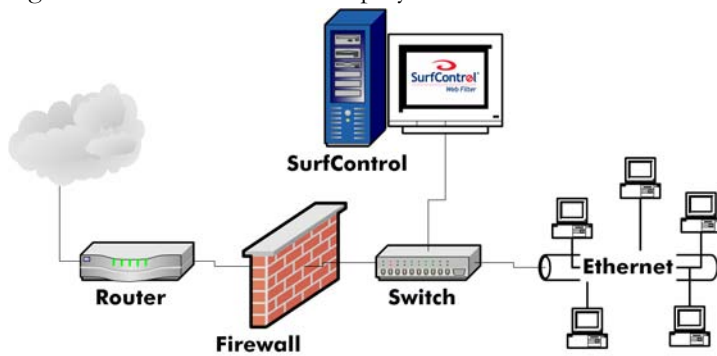 SurfControl
Web Filter
SurfControl
Ethernet
Router
Switch
Firewall